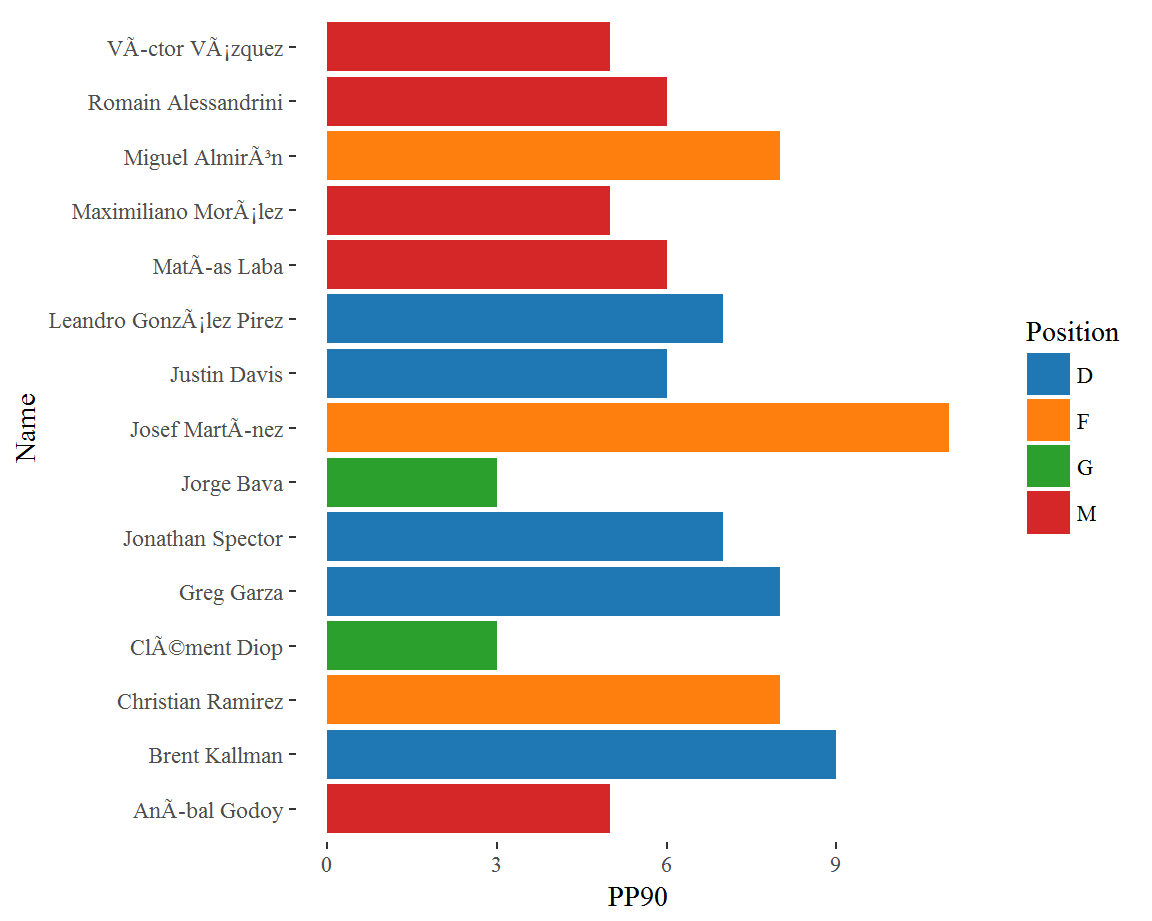 VÃ-ctor VÃ¡zquez
Romain Alessandrini
Miguel AlmirÃ³n
Maximiliano MorÃ¡lez
MatÃ-as Laba
Leandro GonzÃ¡lez Pirez
Justin Davis
Josef MartÃ-nez
Jorge Bava
Jonathan Spector
Greg Garza
ClÃ©ment Diop
Christian Ramirez
Brent Kallman
AnÃ-bal Godoy
Name
0 3 6 9
PP90
Position
D
F
G
M